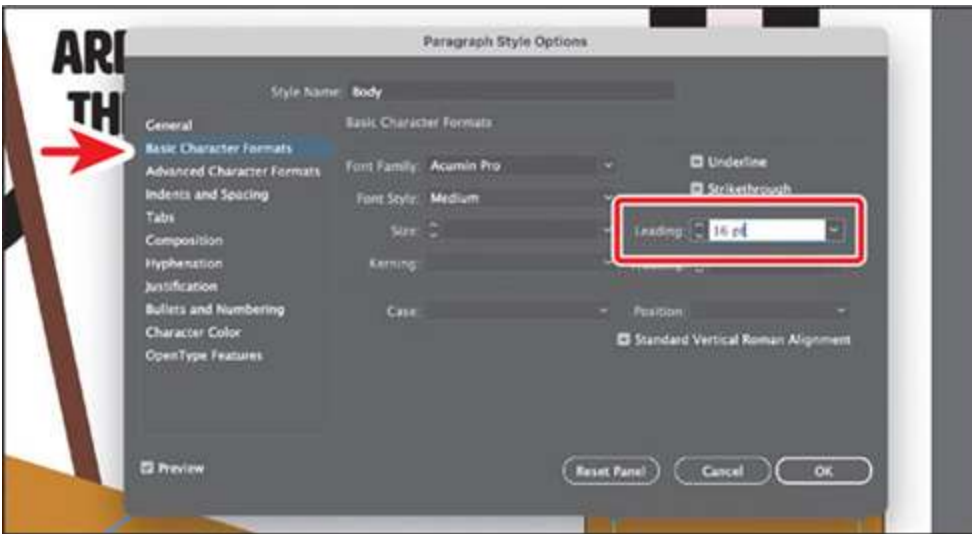 Paragraph Style Options
ARE
TH
Style Name: Body
General
Basic Character Formats
Advanced Character Formats
Indents and Spacing
Tabs
Composition
Hyphenation
Justification
Bullets and Numbering
Character Color
OpenType Features
Basic Character Formats
Font Family: Acumin Pro
Underline
Font Style: Medium
Strikethrough
Size:
Leading: 16 pt
Kerning:
Case:
Position:
Standard Vertical Roman Alignment
Preview
Reset Panel
Cancel
OK